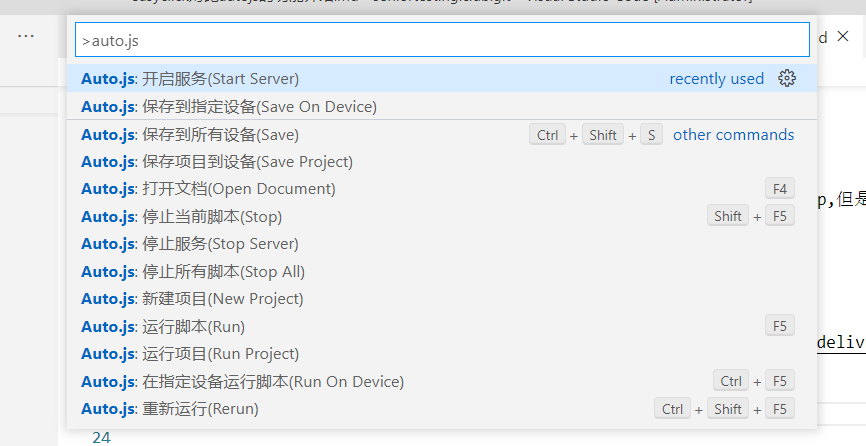 >auto.js
Auto.js: 开启服务(Start Server) recently used
Auto.js: 保存到指定设备(Save On Device)
Auto.js: 保存到所有设备(Save) Ctrl + Shift + S other commands
Auto.js: 保存项目到设备(Save Project)
Auto.js: 打开文档(Open Document) F4
Auto.js: 停止当前脚本(Stop) Shift + F5
p,但是
Auto.js: 停止服务(Stop Server)
Auto.js: 停止所有脚本(Stop All)
Auto.js: 新建项目(New Project)
Auto.js: 运行脚本(Run) F5
deliv
Auto.js: 运行项目(Run Project)
Auto.js: 在指定设备运行脚本(Run On Device) Ctrl + F5
Auto.js: 重新运行(Rerun) Ctrl + Shift + F5
24